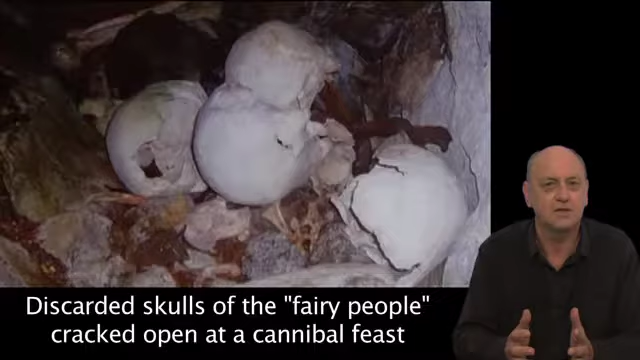 Discarded skulls of the "fairy people"
cracked open at a cannibal feast